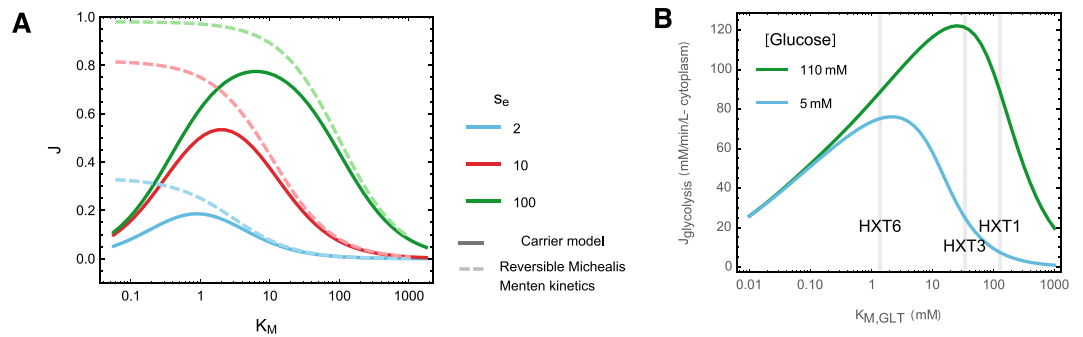 A
1.0
0.8
0.6
0.4
0.2
0.0
J
0.1
1
10
100
1000
K_M
s_e
2
10
100
Carrier model
Reversible Michealis
Menten kinetics
B
120
100
80
60
40
20
0
J_glycolysis (mM/min/L- cytoplasm)
[Glucose]
110 mM
5 mM
HXT6
HXT1
HXT3
0.01
0.10
1
10
100
1000
K_M,GLT (mM)